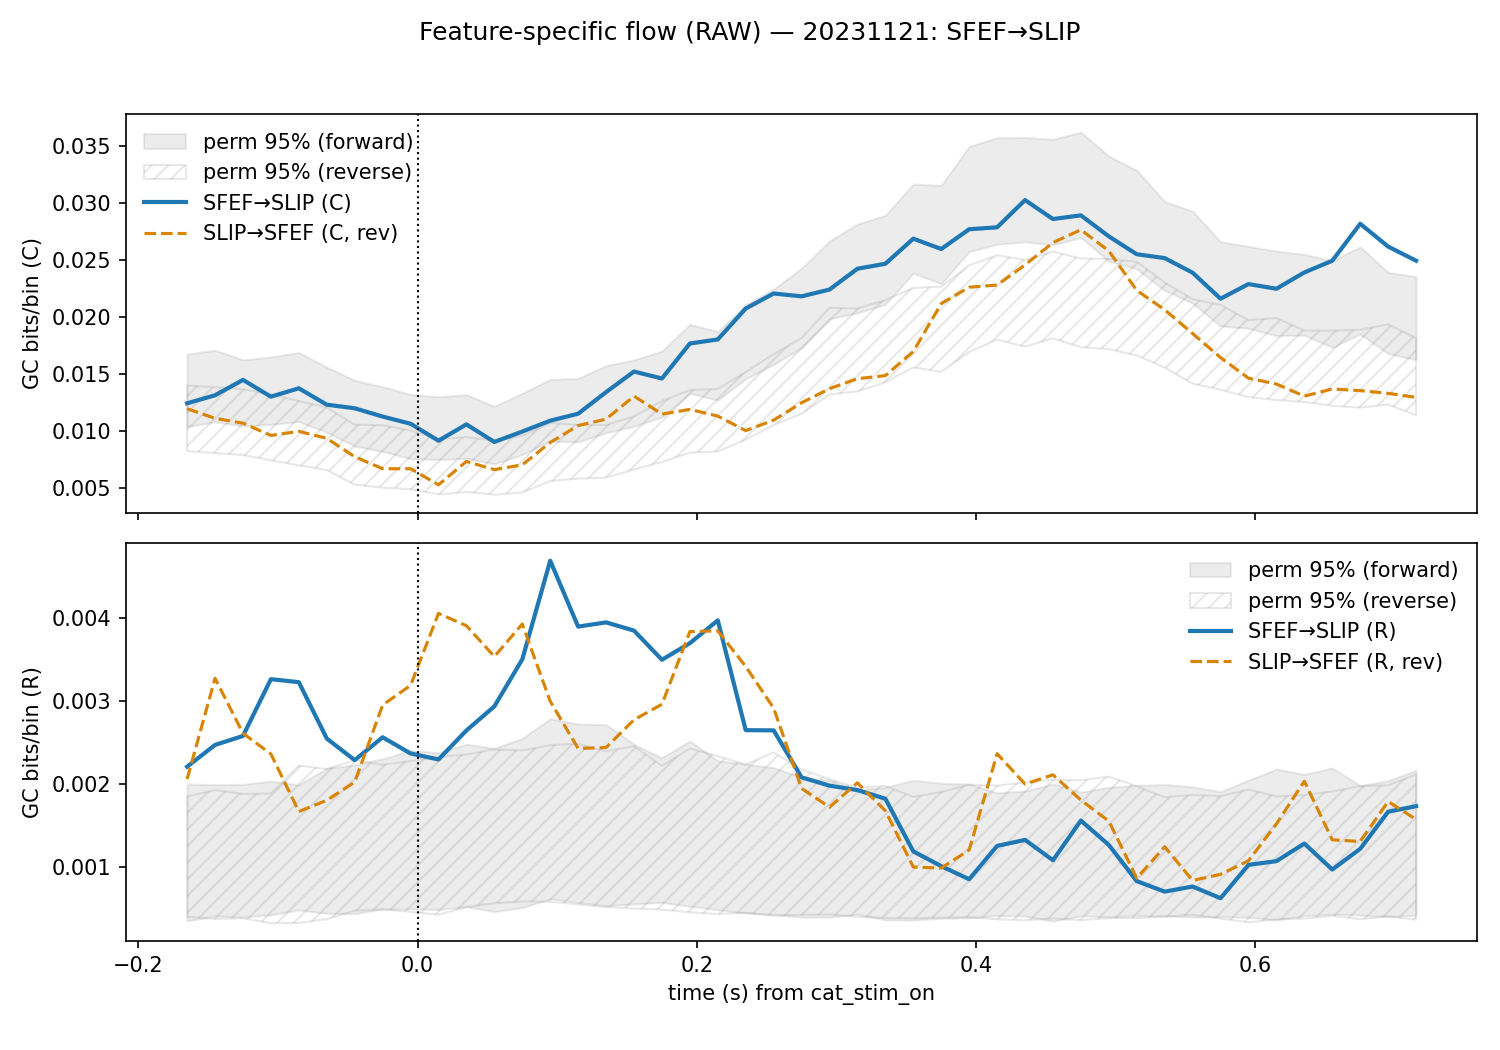 Feature-specific flow (RAW) — 20231121: SFEF→SLIP
GC bits/bin (C)
0.035
0.030
0.025
0.020
0.015
0.010
0.005
perm 95% (forward)
perm 95% (reverse)
SFEF→SLIP (C)
SLIP→SFEF (C, rev)
GC bits/bin (R)
0.004
0.003
0.002
0.001
perm 95% (forward)
perm 95% (reverse)
SFEF→SLIP (R)
SLIP→SFEF (R, rev)
−0.2
0.0
0.2
0.4
0.6
time (s) from cat_stim_on